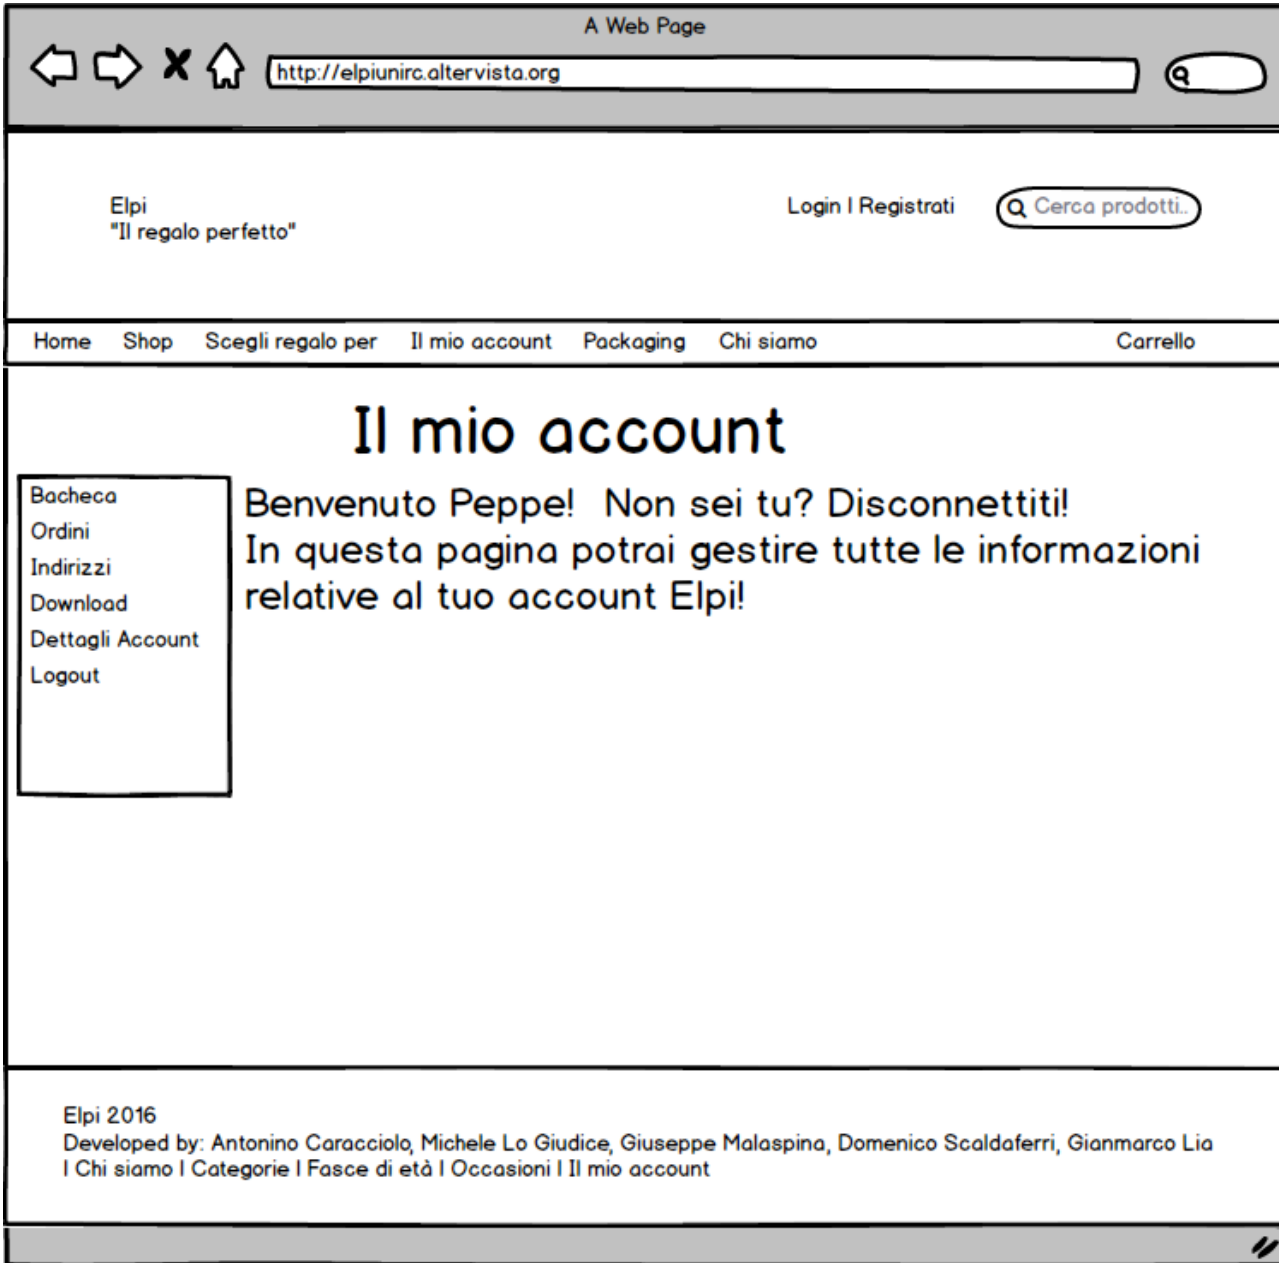 A Web Page
http://elpiunirc.altervista.org
Elpi
"Il regalo perfetto"
Login | Registrati
Cerca prodotti..
Home Shop Scegli regalo per Il mio account Packaging Chi siamo Carrello
Il mio account
Bacheca
Ordini
Indirizzi
Download
Dettagli Account
Logout
Benvenuto Peppe! Non sei tu? Disconnettiti!
In questa pagina potrai gestire tutte le informazioni
relative al tuo account Elpi!
Elpi 2016
Developed by: Antonino Caracciolo, Michele Lo Giudice, Giuseppe Malaspina, Domenico Scaldaferri, Gianmarco Lia
| Chi siamo | Categorie | Fasce di età | Occasioni | Il mio account